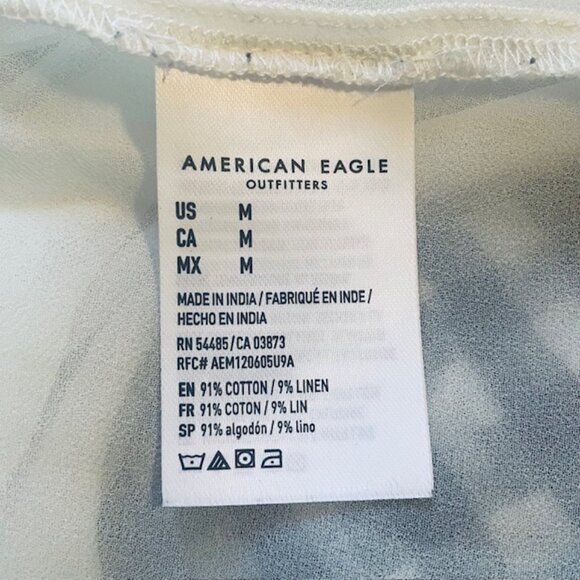 AMERICAN EAGLE
OUTFITTERS
US M
CA M
MX M
MADE IN INDIA / FABRIQUÉ EN INDE /
HECHO EN INDIA
RN 54485 / CA 03873
RFC# AEM120605U9A
EN 91% COTTON / 9% LINEN
FR 91% COTON / 9% LIN
SP 91% algodón / 9% lino